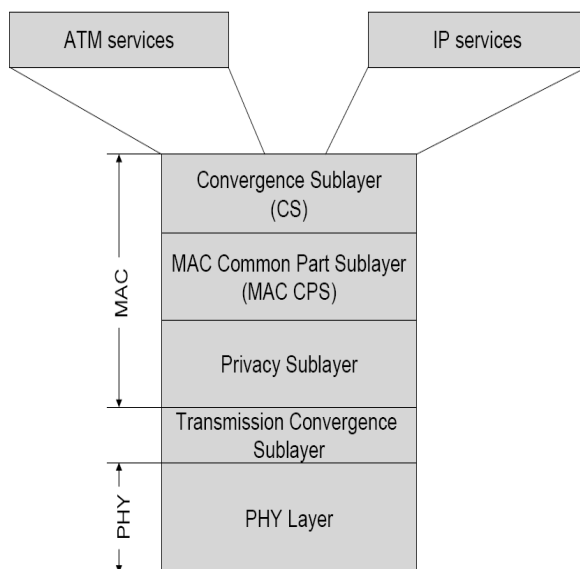 ATM services
IP services
Convergence Sublayer
(CS)
MAC Common Part Sublayer
(MAC CPS)
Privacy Sublayer
Transmission Convergence
Sublayer
PHY Layer
MAC
PHY